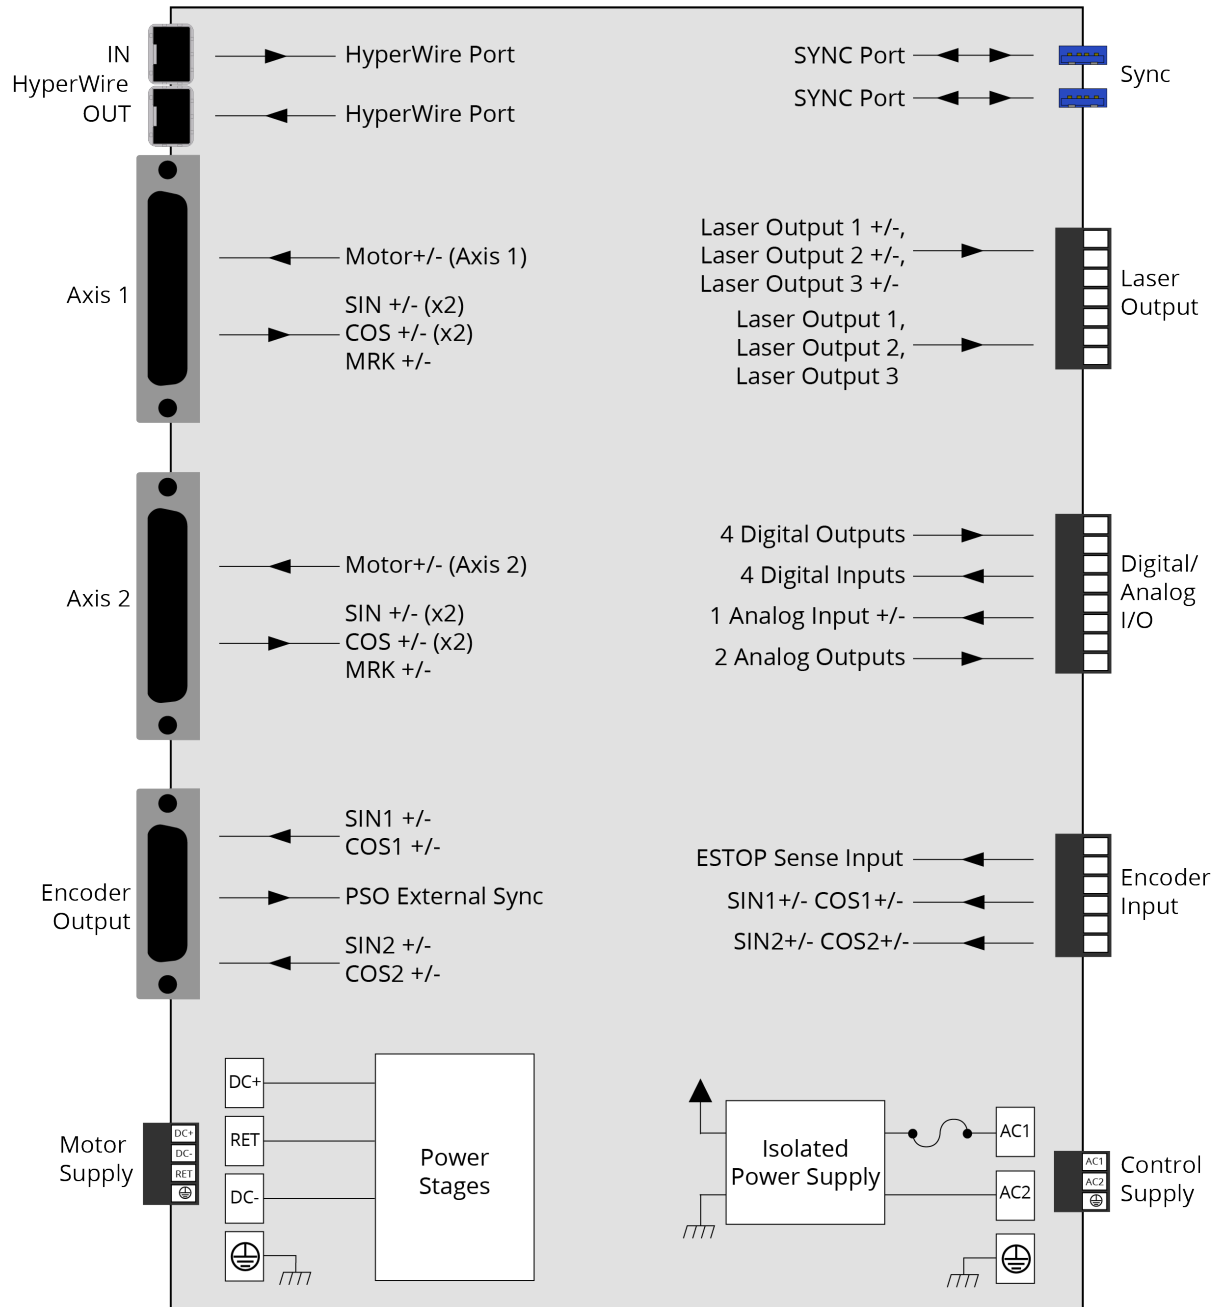 IN
HyperWire
OUT
HyperWire Port
HyperWire Port
SYNC Port
SYNC Port
Sync
Axis 1
Motor+/- (Axis 1)
SIN +/- (x2)
COS +/- (x2)
MRK +/-
Laser Output 1 +/-,
Laser Output 2 +/-,
Laser Output 3 +/-
Laser Output 1,
Laser Output 2,
Laser Output 3
Laser
Output
Axis 2
Motor+/- (Axis 2)
SIN +/- (x2)
COS +/- (x2)
MRK +/-
4 Digital Outputs
4 Digital Inputs
1 Analog Input +/-
2 Analog Outputs
Digital/
Analog
I/O
Encoder
Output
SIN1 +/-
COS1 +/-
PSO External Sync
SIN2 +/-
COS2 +/-
ESTOP Sense Input
SIN1+/- COS1+/-
SIN2+/- COS2+/-
Encoder
Input
Motor
Supply
DC+
DC-
RET
DC+
RET
DC-
Power
Stages
Isolated
Power Supply
AC1
AC2
AC1
AC2
Control
Supply